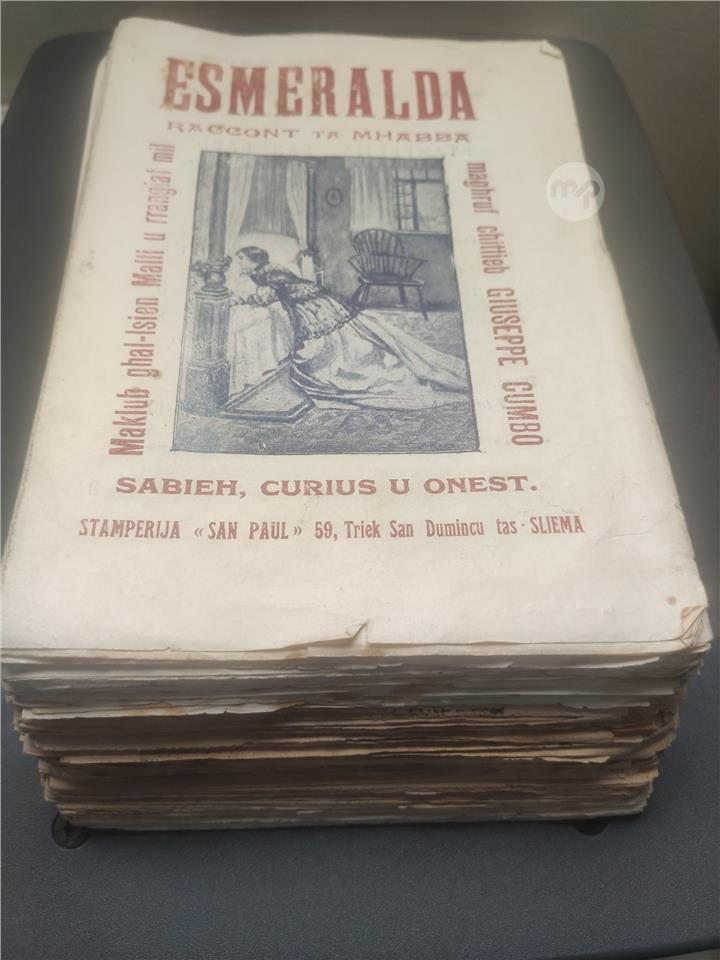 ESMERALDA
RACCONT TA MHABBA
Maklub ghal-lsien Malti u rrangiat mil
maghruf chittieb GIUSEPPE CUMBO
SABIEH, CURIUS U ONEST.
STAMPERIJA «SAN PAUL» 59, Triek San Dumincu tas - SLIEMA
mp